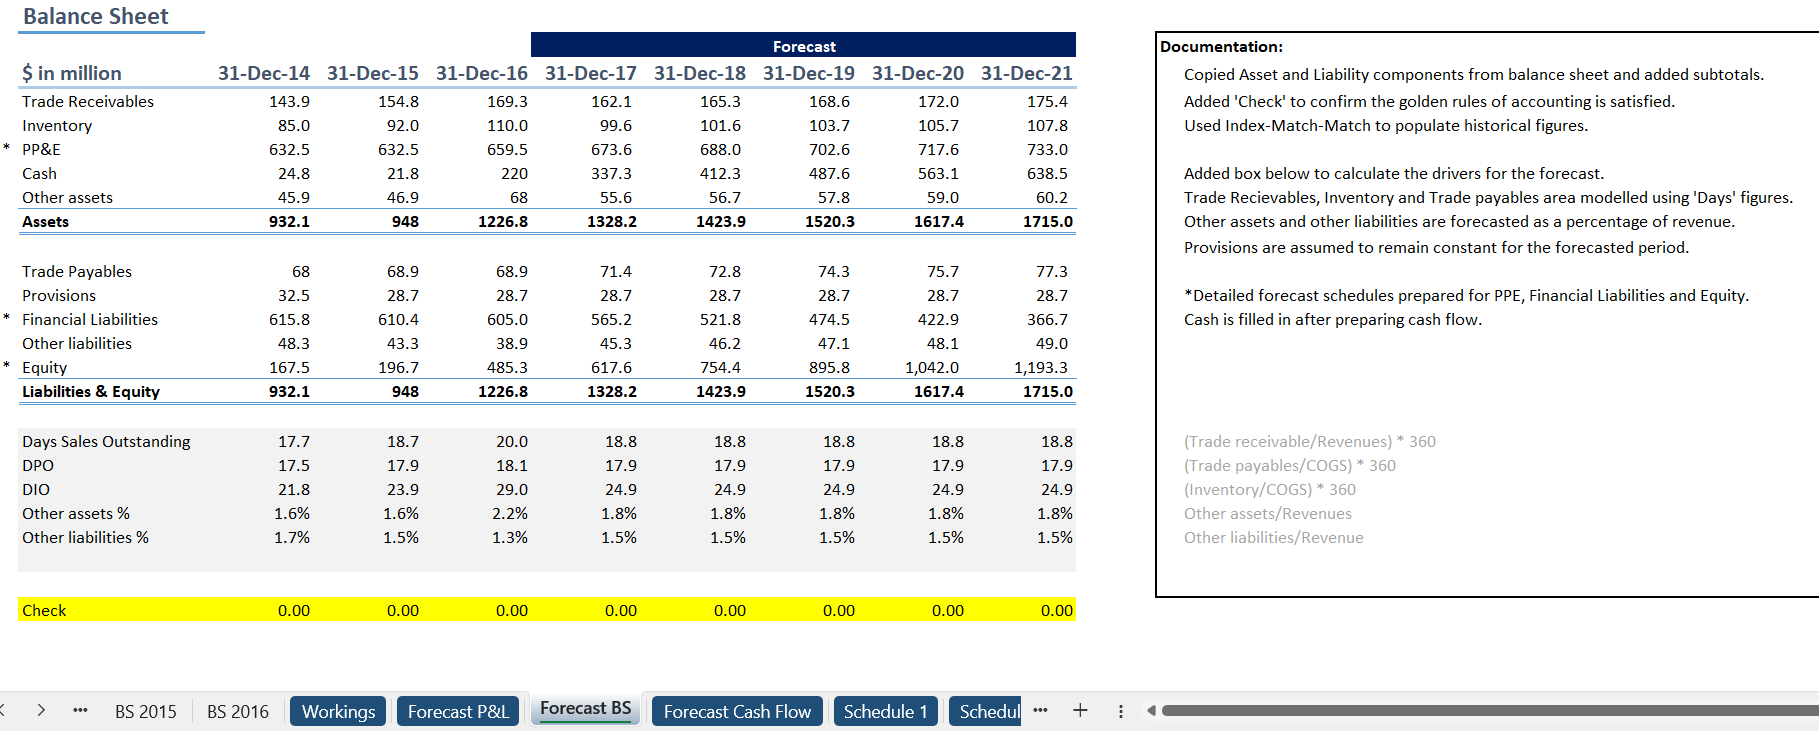 Balance Sheet
Forecast
$ in million 31-Dec-14 31-Dec-15 31-Dec-16 31-Dec-17 31-Dec-18 31-Dec-19 31-Dec-20 31-Dec-21
Trade Receivables 143.9 154.8 169.3 162.1 165.3 168.6 172.0 175.4
Inventory 85.0 92.0 110.0 99.6 101.6 103.7 105.7 107.8
* PP&E 632.5 632.5 659.5 673.6 688.0 702.6 717.6 733.0
Cash 24.8 21.8 220 337.3 412.3 487.6 563.1 638.5
Other assets 45.9 46.9 68 55.6 56.7 57.8 59.0 60.2
Assets 932.1 948 1226.8 1328.2 1423.9 1520.3 1617.4 1715.0
Trade Payables 68 68.9 68.9 71.4 72.8 74.3 75.7 77.3
Provisions 32.5 28.7 28.7 28.7 28.7 28.7 28.7 28.7
* Financial Liabilities 615.8 610.4 605.0 565.2 521.8 474.5 422.9 366.7
Other liabilities 48.3 43.3 38.9 45.3 46.2 47.1 48.1 49.0
* Equity 167.5 196.7 485.3 617.6 754.4 895.8 1,042.0 1,193.3
Liabilities & Equity 932.1 948 1226.8 1328.2 1423.9 1520.3 1617.4 1715.0
Days Sales Outstanding 17.7 18.7 20.0 18.8 18.8 18.8 18.8 18.8
DPO 17.5 17.9 18.1 17.9 17.9 17.9 17.9 17.9
DIO 21.8 23.9 29.0 24.9 24.9 24.9 24.9 24.9
Other assets % 1.6% 1.6% 2.2% 1.8% 1.8% 1.8% 1.8% 1.8%
Other liabilities % 1.7% 1.5% 1.3% 1.5% 1.5% 1.5% 1.5% 1.5%
Check 0.00 0.00 0.00 0.00 0.00 0.00 0.00 0.00
Documentation:
Copied Asset and Liability components from balance sheet and added subtotals.
Added 'Check' to confirm the golden rules of accounting is satisfied.
Used Index-Match-Match to populate historical figures.
Added box below to calculate the drivers for the forecast.
Trade Recievables, Inventory and Trade payables area modelled using 'Days' figures.
Other assets and other liabilities are forecasted as a percentage of revenue.
Provisions are assumed to remain constant for the forecasted period.
*Detailed forecast schedules prepared for PPE, Financial Liabilities and Equity.
Cash is filled in after preparing cash flow.
(Trade receivable/Revenues) * 360
(Trade payables/COGS) * 360
(Inventory/COGS) * 360
Other assets/Revenues
Other liabilities/Revenue
BS 2015 BS 2016 Workings Forecast P&L Forecast BS Forecast Cash Flow Schedule 1 Schedul